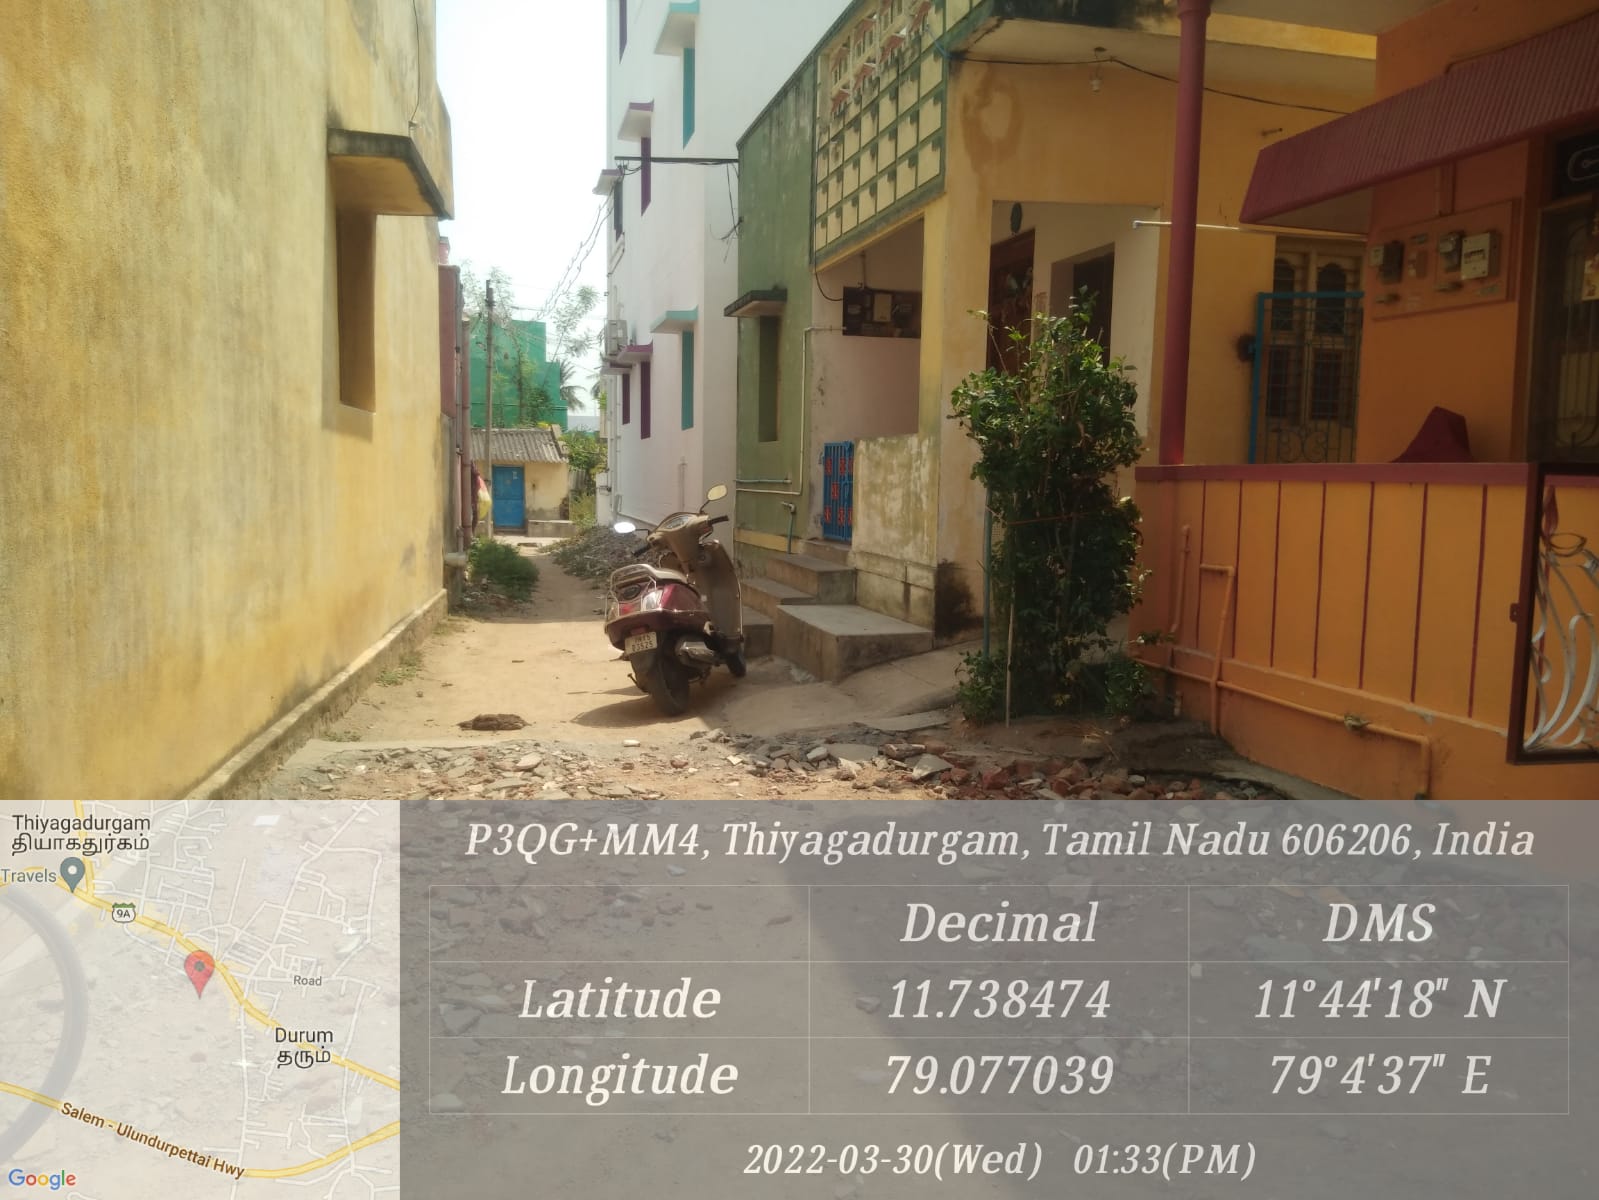 TN15
E3525
Thiyagadurgam
தியாகதுர்கம்
Travels
9A
Road
Durum
தரும்
Salem - Ulundurpettai Hwy
Google
P3QG+MM4, Thiyagadurgam, Tamil Nadu 606206, India
Decimal DMS
Latitude 11.738474 11°44'18" N
Longitude 79.077039 79°4'37" E
2022-03-30(Wed) 01:33(PM)